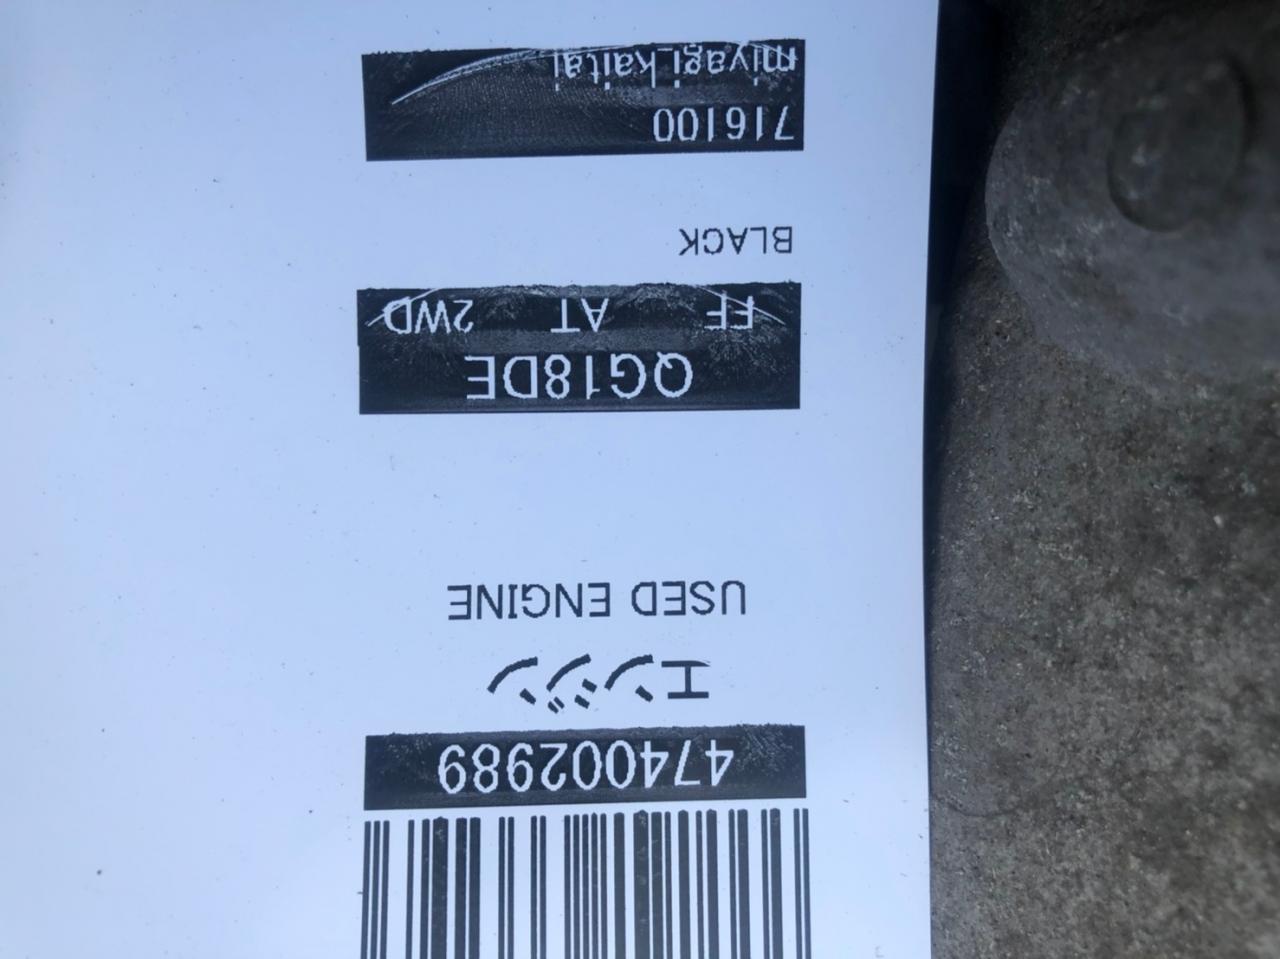 474002989
エンジン
USED ENGINE
QG18DE
FF AT 2WD
BLACK
716100
miyagi_kaitai